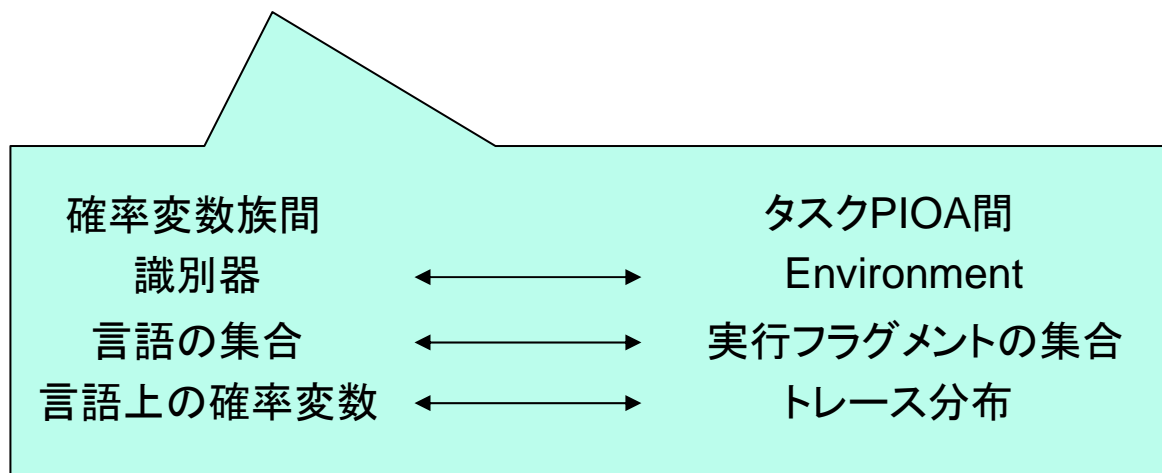 確率変数族間 タスクPIOA間
識別器 Environment
言語の集合 実行フラグメントの集合
言語上の確率変数 トレース分布